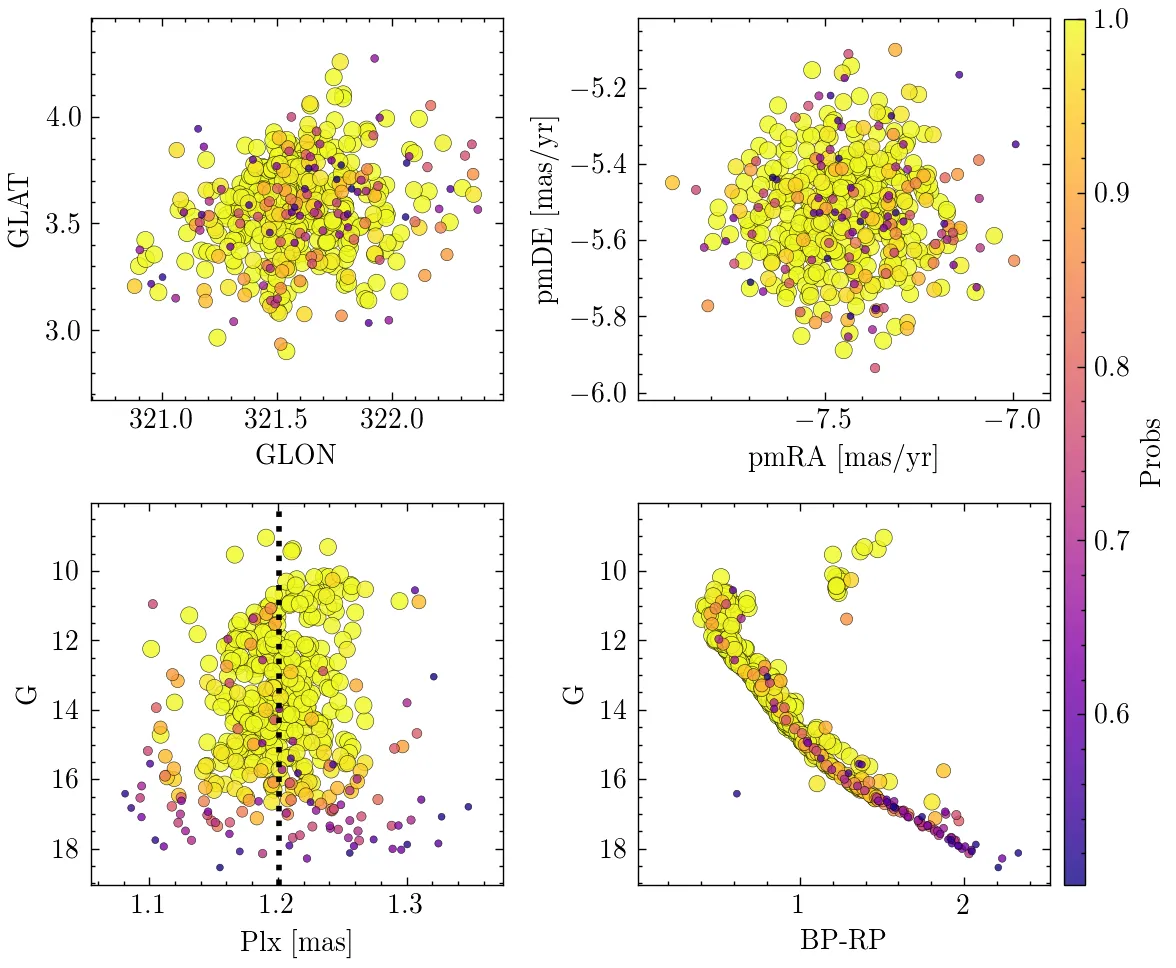 4.0
3.5
3.0
GLAT
321.0 321.5 322.0
GLON
−5.2
−5.4
−5.6
−5.8
−6.0
pmDE [mas/yr]
−7.5 −7.0
pmRA [mas/yr]
1.0
0.9
0.8
0.7
0.6
Probs
10
12
14
16
18
G
1.1 1.2 1.3
Plx [mas]
10
12
14
16
18
G
1 2
BP-RP